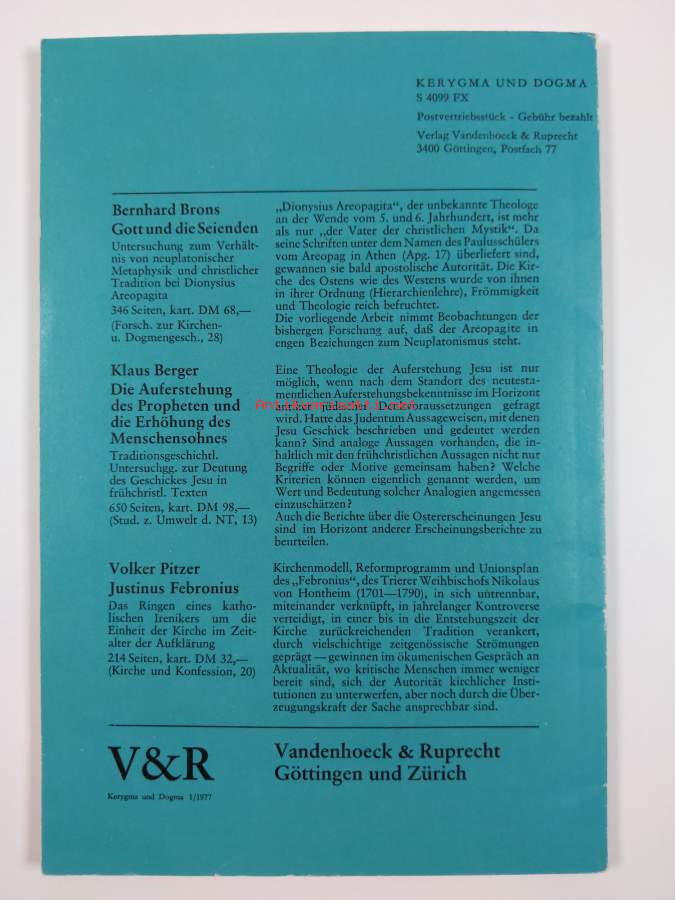 KERYGMA UND DOGMA
S 4099 FX
Postvertriebsstück - Gebühr bezahlt
Verlag Vandenhoeck & Ruprecht
3400 Göttingen, Postfach 77
Bernhard Brons
Gott und die Seienden
Untersuchung zum Verhält-
nis von neuplatonischer
Metaphysik und christlicher
Tradition bei Dionysius
Areopagita
346 Seiten, kart. DM 68,—
(Forsch. zur Kirchen-
u. Dogmengesch., 28)
„Dionysius Areopagita“, der unbekannte Theologe
an der Wende vom 5. und 6. Jahrhundert, ist mehr
als nur „der Vater der christlichen Mystik“. Da
seine Schriften unter dem Namen des Paulusschülers
vom Areopag in Athen (Apg. 17) überliefert sind,
gewannen sie bald apostolische Autorität. Die Kir-
che des Ostens wie des Westens wurde von ihnen
in ihrer Ordnung (Hierarchienlehre), Frömmigkeit
und Theologie reich befruchtet.
Die vorliegende Arbeit nimmt Beobachtungen der
bishergen Forschung auf, daß der Areopagite in
engen Beziehungen zum Neuplatonismus steht.
Klaus Berger
Die Auferstehung
des Propheten und
die Erhöhung des
Menschensohnes
Traditionsgeschichtl.
Untersuchgg. zur Deutung
des Geschickes Jesu in
frühchristl. Texten
650 Seiten, kart. DM 98,—
(Stud. z. Umwelt d. NT, 13)
Eine Theologie der Auferstehung Jesu ist nur
möglich, wenn nach dem Standort des neutesta-
mentlichen Auferstehungsbekenntnisse im Horizont
antiker jüdischer Denkvoraussetzungen gefragt
wird. Hatte das Judentum Aussageweisen, mit denen
Jesu Geschick beschrieben und gedeutet werden
kann? Sind analoge Aussagen vorhanden, die in-
haltlich mit den frühchristlichen Aussagen nicht nur
Begriffe oder Motive gemeinsam haben? Welche
Kriterien können eigentlich genannt werden, um
Wert und Bedeutung solcher Analogien angemessen
einzuschätzen?
Auch die Berichte über die Ostererscheinungen Jesu
sind im Horizont anderer Erscheinungsberichte zu
beurteilen.
Volker Pitzer
Justinus Febronius
Das Ringen eines katho-
lischen Irenikers um die
Einheit der Kirche im Zeit-
alter der Aufklärung
214 Seiten, kart. DM 32,—
(Kirche und Konfession, 20)
Kirchenmodell, Reformprogramm und Unionsplan
des „Febronius“, des Trierer Weihbischofs Nikolaus
von Hontheim (1701—1790), in sich untrennbar,
miteinander verknüpft, in jahrelanger Kontroverse
verteidigt, in einer bis in die Entstehungszeit der
Kirche zurückreichenden Tradition verankert,
durch vielschichtige zeitgenössische Strömungen
geprägt — gewinnen im ökumenischen Gespräch an
Aktualität, wo kritische Menschen immer weniger
bereit sind, sich der Autorität kirchlicher Insti-
tutionen zu unterwerfen, aber noch durch die Über-
zeugungskraft der Sache ansprechbar sind.
V&R
Vandenhoeck & Ruprecht
Göttingen und Zürich
Kerygma und Dogma 1/1977